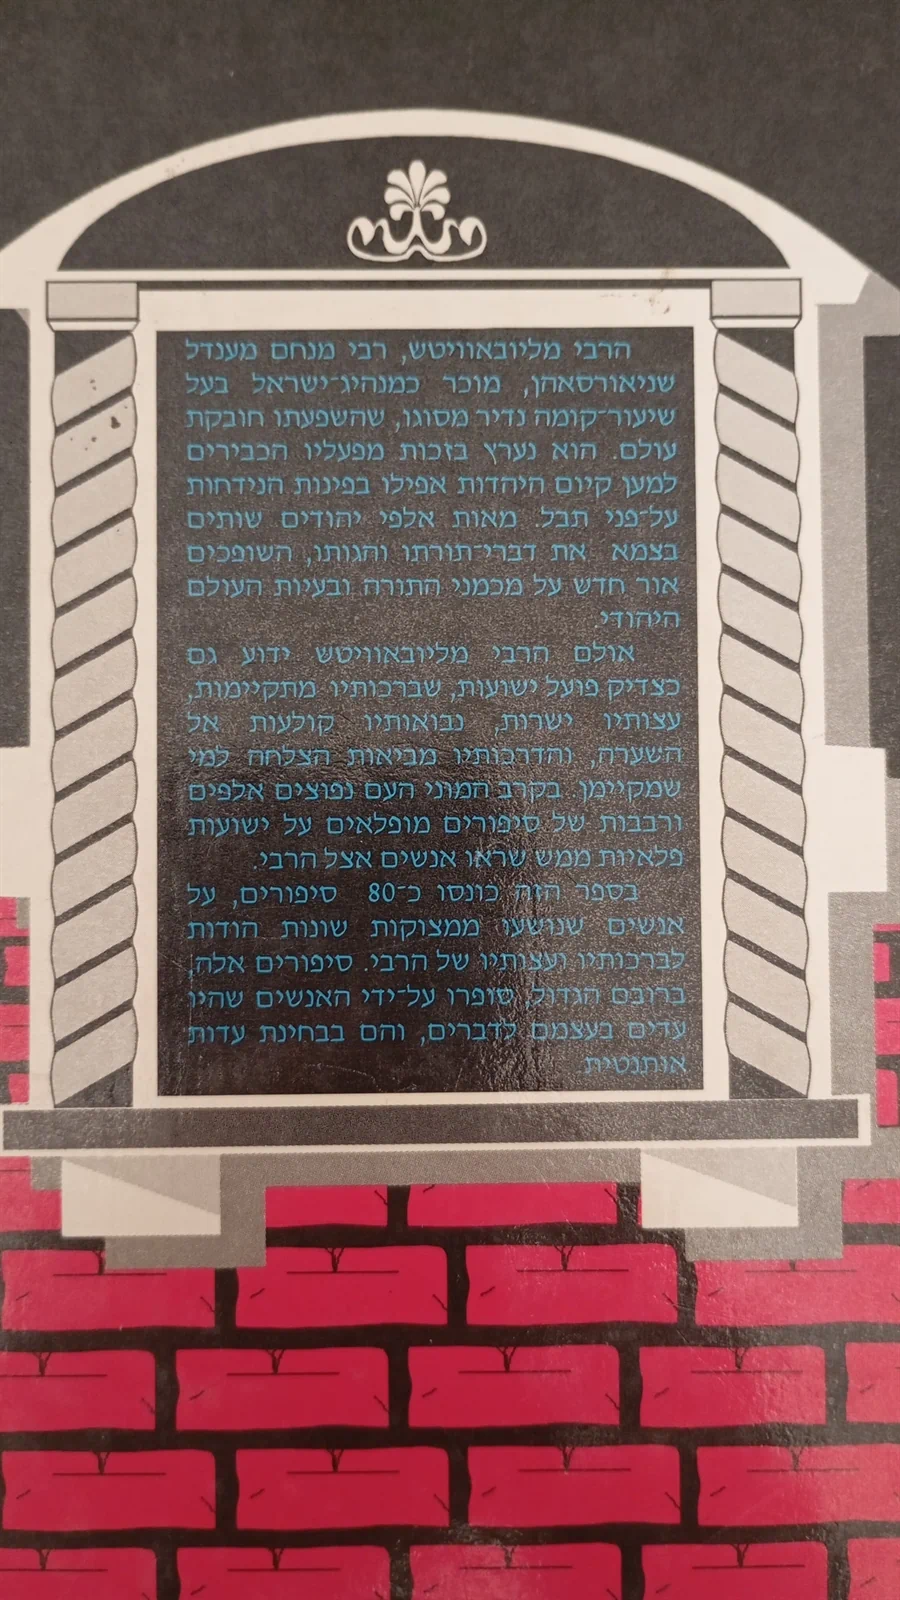 הרבי מליובאוויטש, רבי מנחם מענדל
שניאורסאהן, מוכר כמנהיג־ישראל בעל
שיעור־קומה נדיר מסוגו, שהשפעתו חובקת
עולם. הוא נערץ בזכות מפעליו הכבירים
למען קיום היהדות אפילו בפינות הנידחות
על־פני תבל. מאות אלפי יהודים שותים
בצמא את דברי־תורתו והגותו, השופכים
אור חדש על מכמני התורה ובעיות העולם
היהודי.
אולם הרבי מליובאוויטש ידוע גם
כצדיק פועל ישועות, שברכותיו מתקיימות,
עצותיו ישרות, נבואותיו קולעות אל
השערה, והדרכותיו מביאות הצלחה למי
שמקיימן. בקרב המוני העם נפוצים אלפים
ורבבות של סיפורים מופלאים על ישועות
פלאיות ממש שראו אנשים אצל הרבי.
בספר הזה כונסו כ־80 סיפורים, על
אנשים שנושעו ממצוקות שונות הודות
לברכותיו ועצותיו של הרבי. סיפורים אלה,
ברובם הגדול, סופרו על־ידי האנשים שהיו
עדים בעצמם לדברים, והם בבחינת עדות
אותנטית.